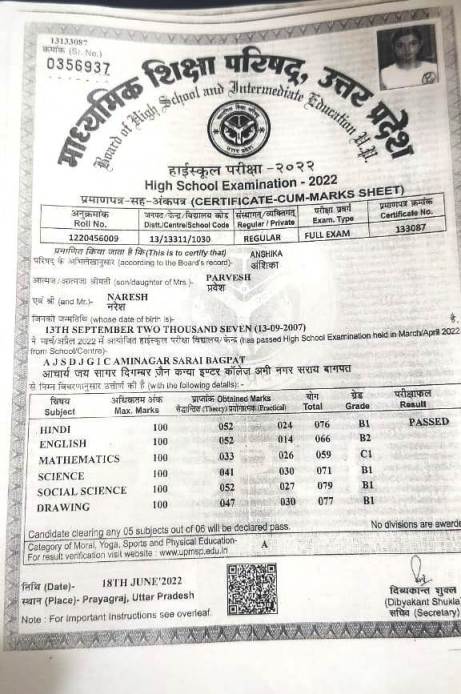 13133087
क्रमांक (Sr. No.)
0356937
माध्यमिक शिक्षा परिषद्, उत्तर प्रदेश
Board of High School and Intermediate Education U.P.
हाईस्कूल परीक्षा -२०२२
High School Examination - 2022
प्रमाणपत्र-सह-अंकपत्र (CERTIFICATE-CUM-MARKS SHEET)
अनुक्रमांक जनपद/केन्द्र/विद्यालय कोड संस्थागत/व्यक्तिगत परीक्षा प्रकार प्रमाणपत्र क्रमांक
Roll No. Distt./Centre/School Code Regular / Private Exam. Type Certificate No.
1220456009 13/13311/1030 REGULAR FULL EXAM 133087
प्रमाणित किया जाता है कि(This is to certify that) ANSHIKA
परिषद् के अभिलेखानुसार (according to the Board's record)- अंशिका
आत्मज/आत्मजा श्रीमती (son/daughter of Mrs.)- PARVESH
प्रवेश
एवं श्री (and Mr.)- NARESH
नरेश
जिनकी जन्मतिथि (whose date of birth is)- है,
13TH SEPTEMBER TWO THOUSAND SEVEN (13-09-2007)
ने मार्च/अप्रैल 2022 में आयोजित हाईस्कूल परीक्षा विद्यालय/ केन्द्र (has passed High School Examination held in March/April 2022
from School/Centre)-
A J S D J G I C AMINAGAR SARAI BAGPAT
आचार्य जय सागर दिगम्बर जैन कन्या इण्टर कॉलेज अमी नगर सराय बागपत
से निम्न विवरणानुसार उत्तीर्ण की है (with the following details):-
विषय अधिकतम अंक प्राप्तांक Obtained Marks योग ग्रेड परीक्षाफल
Subject Max. Marks सैद्धान्तिक (Theory) प्रयोगात्मक (Practical) Total Grade Result
HINDI 100 052 024 076 B1 PASSED
ENGLISH 100 052 014 066 B2
MATHEMATICS 100 033 026 059 C1
SCIENCE 100 041 030 071 B1
SOCIAL SCIENCE 100 052 027 079 B1
DRAWING 100 047 030 077 B1
Candidate clearing any 05 subjects out of 06 will be declared pass. No divisions are awarde
Category of Moral, Yoga, Sports and Physical Education- A
For result verification visit website : www.upmsp.edu.in
तिथि (Date)- 18TH JUNE'2022
स्थान (Place)- Prayagraj, Uttar Pradesh
Note : For Important Instructions see overleaf.
दिव्यकान्त शुक्ल
(Dibyakant Shukla
सचिव (Secretary)